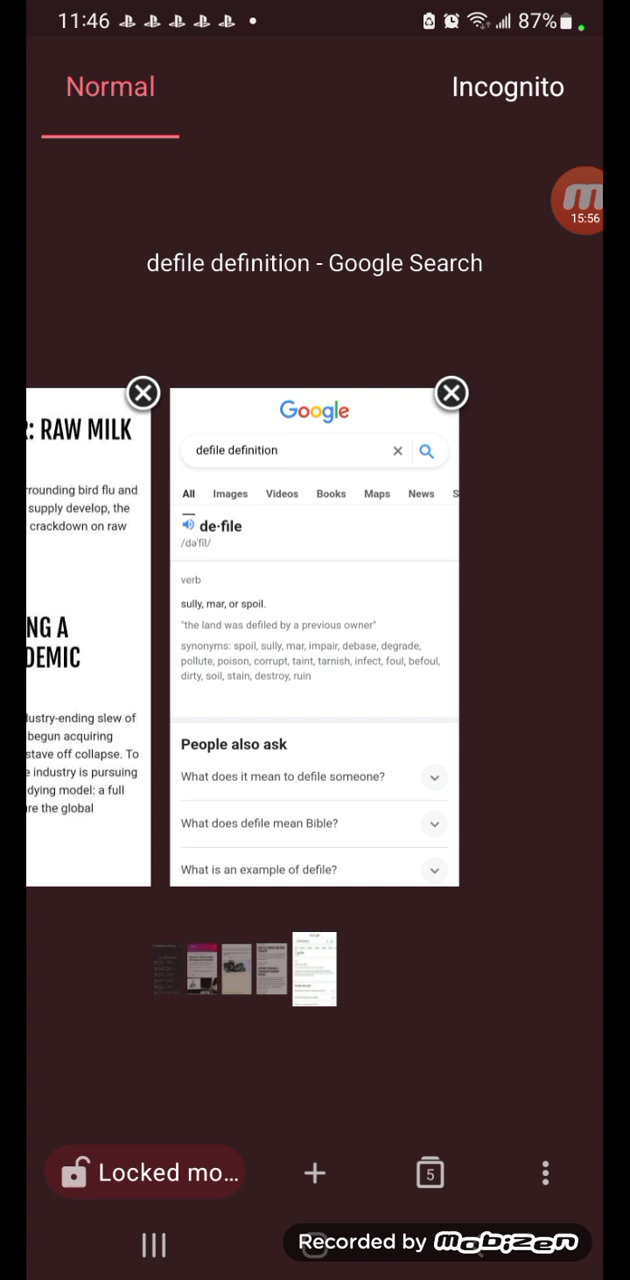 11:46
87%
Normal
Incognito
15:56
defile definition - Google Search
: RAW MILK
rounding bird flu and
supply develop, the
crackdown on raw
NG A
DEMIC
lustry-ending slew of
begun acquiring
stave off collapse. To
e industry is pursuing
dying model: a full
re the global
Google
defile definition
All Images Videos Books Maps News S
de·file
/dəˈfīl/
verb
sully, mar, or spoil.
"the land was defiled by a previous owner"
synonyms: spoil, sully, mar, impair, debase, degrade,
pollute, poison, corrupt, taint, tarnish, infect, foul, befoul,
dirty, soil, stain, destroy, ruin
People also ask
What does it mean to defile someone?
What does defile mean Bible?
What is an example of defile?
Locked mo...
5
Recorded by mobizen